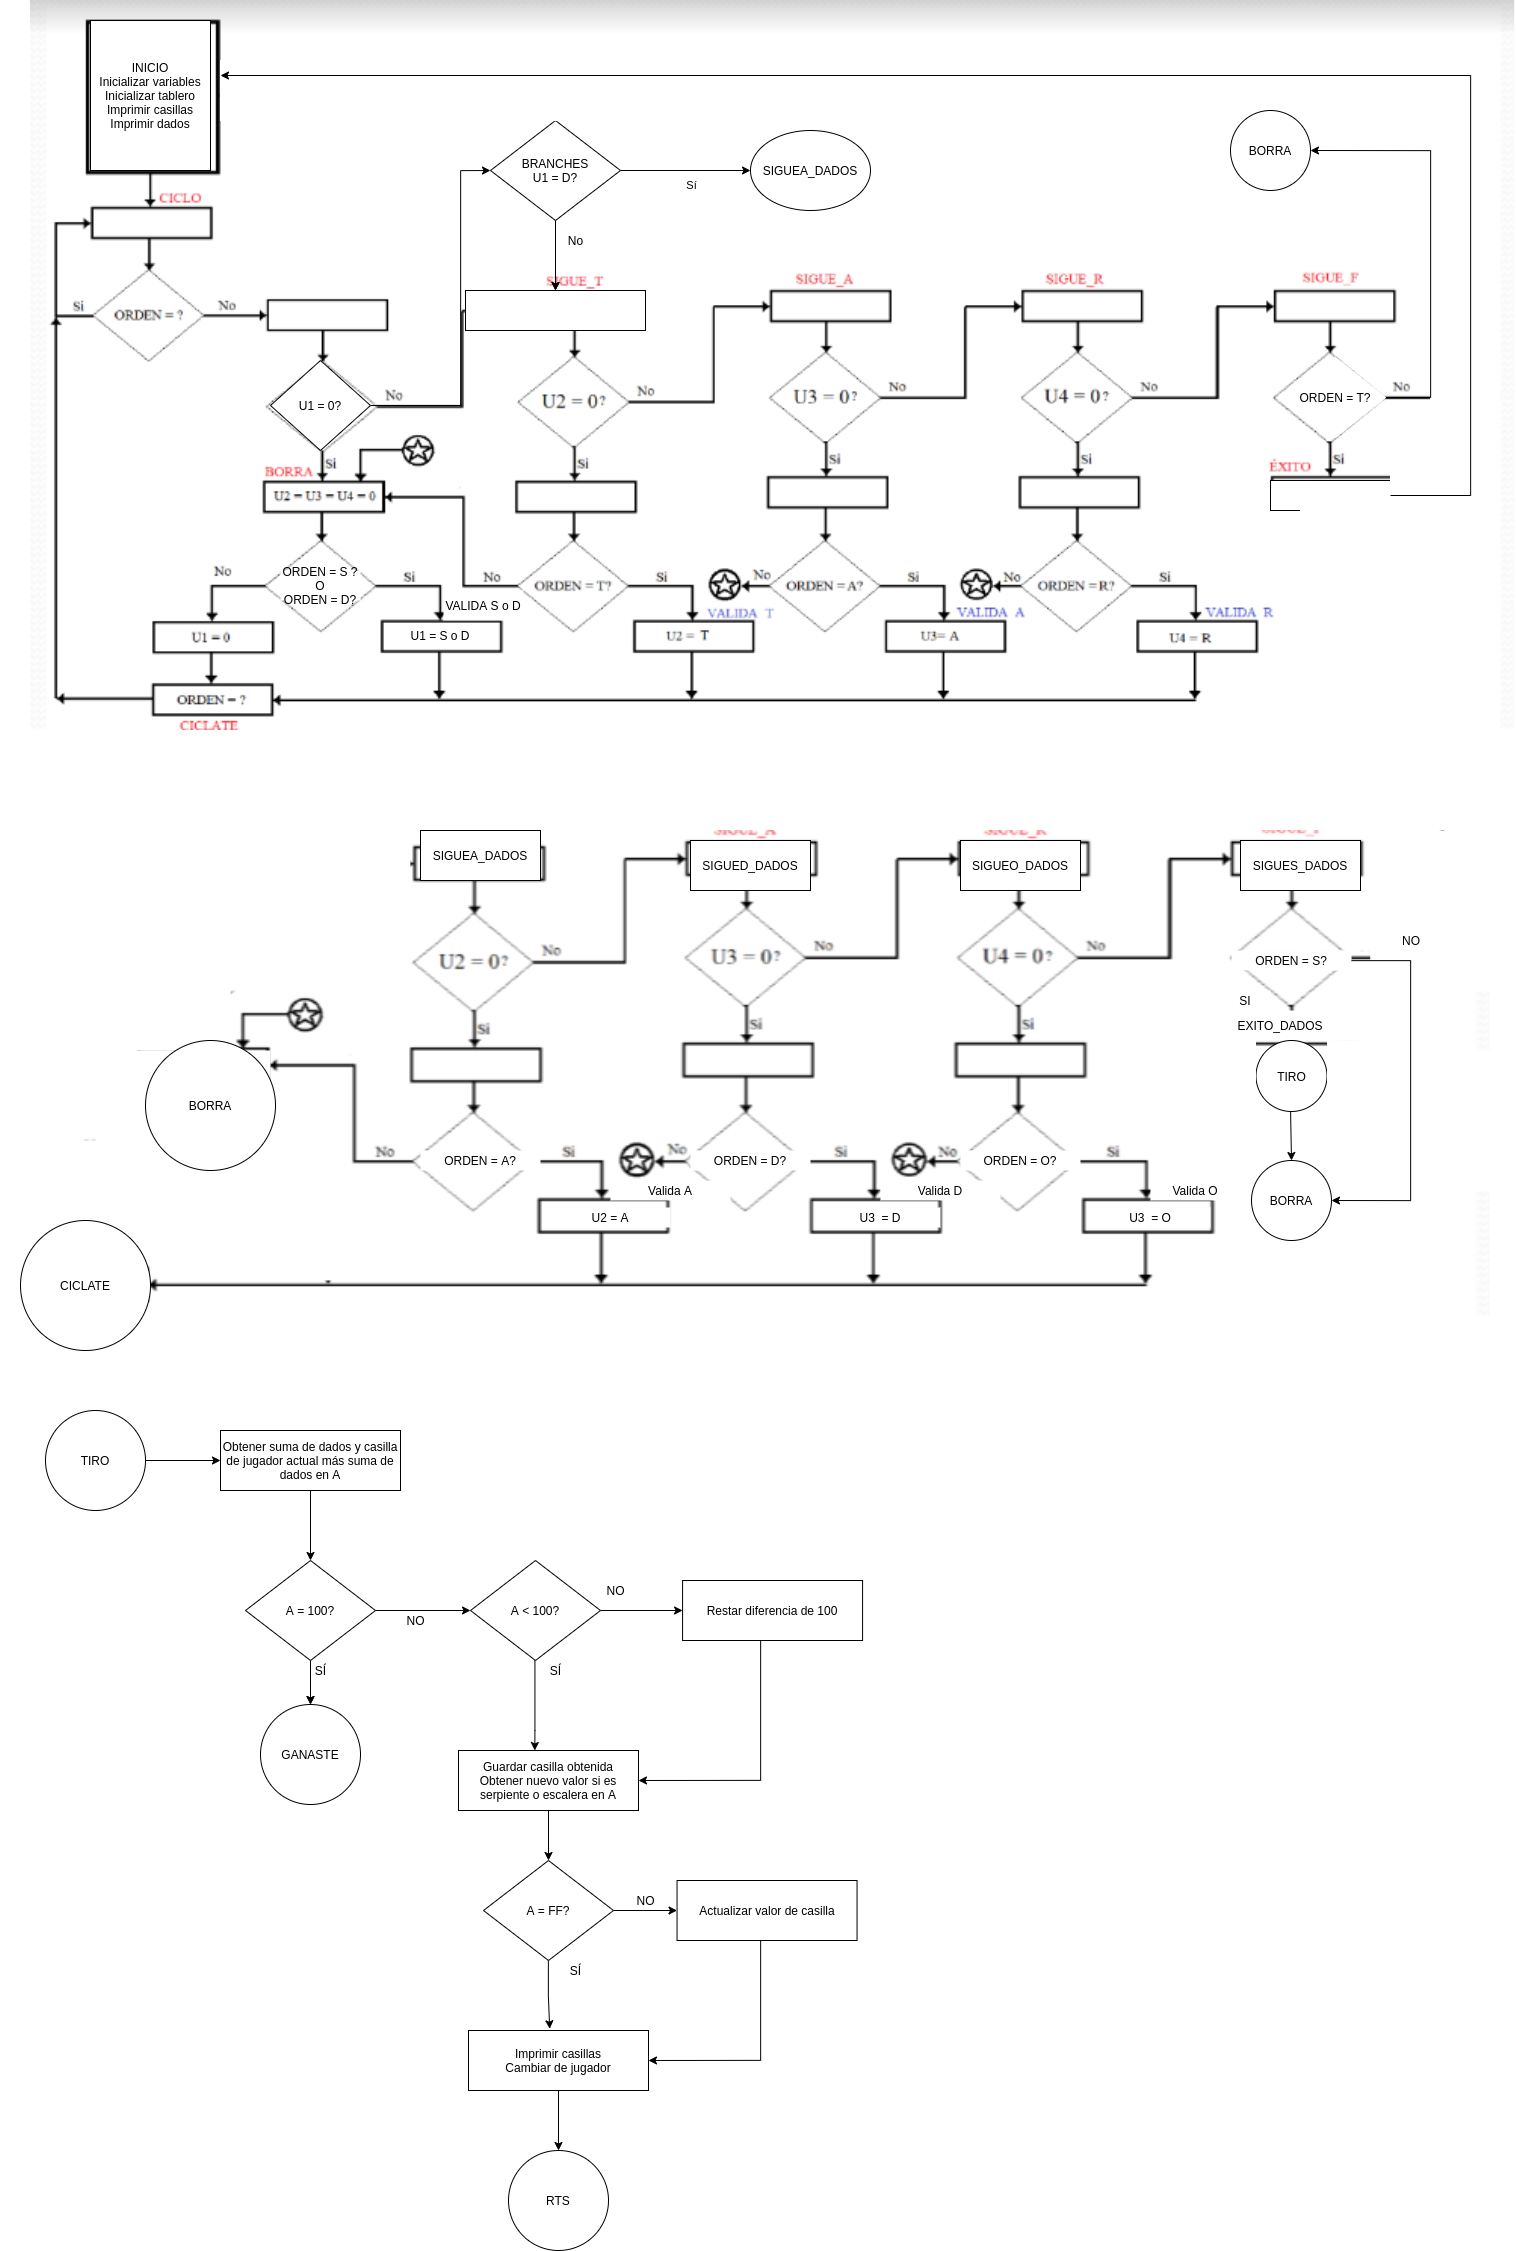 INICIO
Inicializar variables
Inicializar tablero
Imprimir casillas
Imprimir dados
CICLO
BRANCHES
U1 = D?
Sí
SIGUEA_DADOS
BORRA
No
SIGUE_T
SIGUE_A
SIGUE_R
SIGUE_F
Si
ORDEN = ?
No
U1 = 0?
No
U2 = 0?
No
U3 = 0?
No
U4 = 0?
No
ORDEN = T?
No
Si
Si
Si
Si
Si
BORRA
ÉXITO
U2 = U3 = U4 = 0
No
ORDEN = S ?
O
ORDEN = D?
Si
No
ORDEN = T?
Si
No
ORDEN = A?
Si
No
ORDEN = R?
Si
VALIDA S o D
VALIDA T
VALIDA A
VALIDA R
U1 = 0
U1 = S o D
U2 = T
U3= A
U4 = R
ORDEN = ?
CICLATE
SIGUE_A
SIGUE_R
SIGUEA_DADOS
SIGUED_DADOS
SIGUEO_DADOS
SIGUES_DADOS
U2 = 0?
No
U3 = 0?
No
U4 = 0?
No
ORDEN = S?
NO
Si
Si
Si
SI
EXITO_DADOS
TIRO
BORRA
No
ORDEN = A?
Si
No
ORDEN = D?
Si
No
ORDEN = O?
Si
Valida A
Valida D
Valida O
U2 = A
U3 = D
U3 = O
BORRA
CICLATE
TIRO
Obtener suma de dados y casilla
de jugador actual más suma de
dados en A
A = 100?
NO
A < 100?
NO
Restar diferencia de 100
SÍ
SÍ
GANASTE
Guardar casilla obtenida
Obtener nuevo valor si es
serpiente o escalera en A
A = FF?
NO
Actualizar valor de casilla
SÍ
Imprimir casillas
Cambiar de jugador
RTS